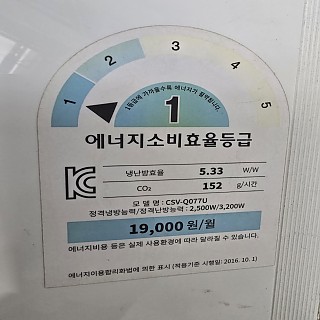 1 2 3 4 5
1등급에 가까울수록 에너지가 절약됩니다
1
에너지소비효율등급
냉난방효율 5.33 W/W
CO₂ 152 g/시간
모 델 명 : CSV-Q077U
정격냉방능력/정격난방능력 : 2,500W/3,200W
19,000 원/월
에너지비용 등은 실제 사용환경에 따라 달라질 수 있습니다.
에너지이용합리화법에 의한 표시 (적용기준 시행일: 2016. 10. 1)